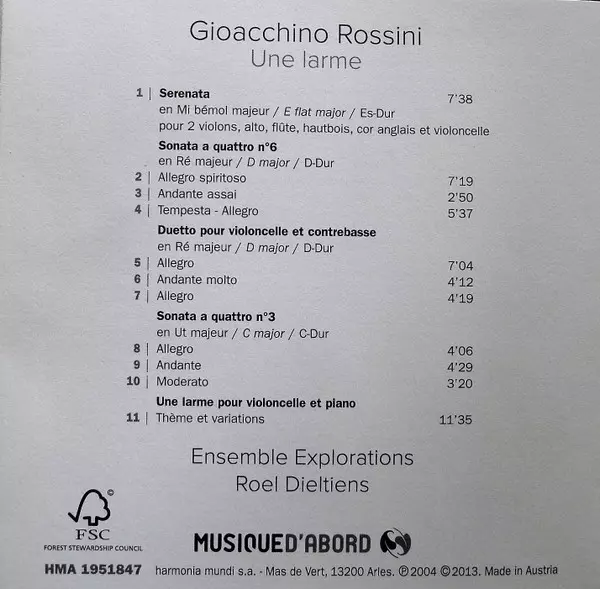 Gioacchino Rossini
Une larme
1 | Serenata 7'38
en Mi bémol majeur / E flat major / Es-Dur
pour 2 violons, alto, flûte, hautbois, cor anglais et violoncelle
Sonata a quattro n°6
en Ré majeur / D major / D-Dur
2 | Allegro spiritoso 7'19
3 | Andante assai 2'50
4 | Tempesta - Allegro 5'37
Duetto pour violoncelle et contrebasse
en Ré majeur / D major / D-Dur
5 | Allegro 7'04
6 | Andante molto 4'12
7 | Allegro 4'19
Sonata a quattro n°3
en Ut majeur / C major / C-Dur
8 | Allegro 4'06
9 | Andante 4'29
10 | Moderato 3'20
Une larme pour violoncelle et piano
11 | Thème et variations 11'35
Ensemble Explorations
Roel Dieltiens
©
FSC
FOREST STEWARDSHIP COUNCIL
MUSIQUED'ABORD
HMA 1951847 harmonia mundi s.a. - Mas de Vert, 13200 Arles. ℗2004 ©2013. Made in Austria